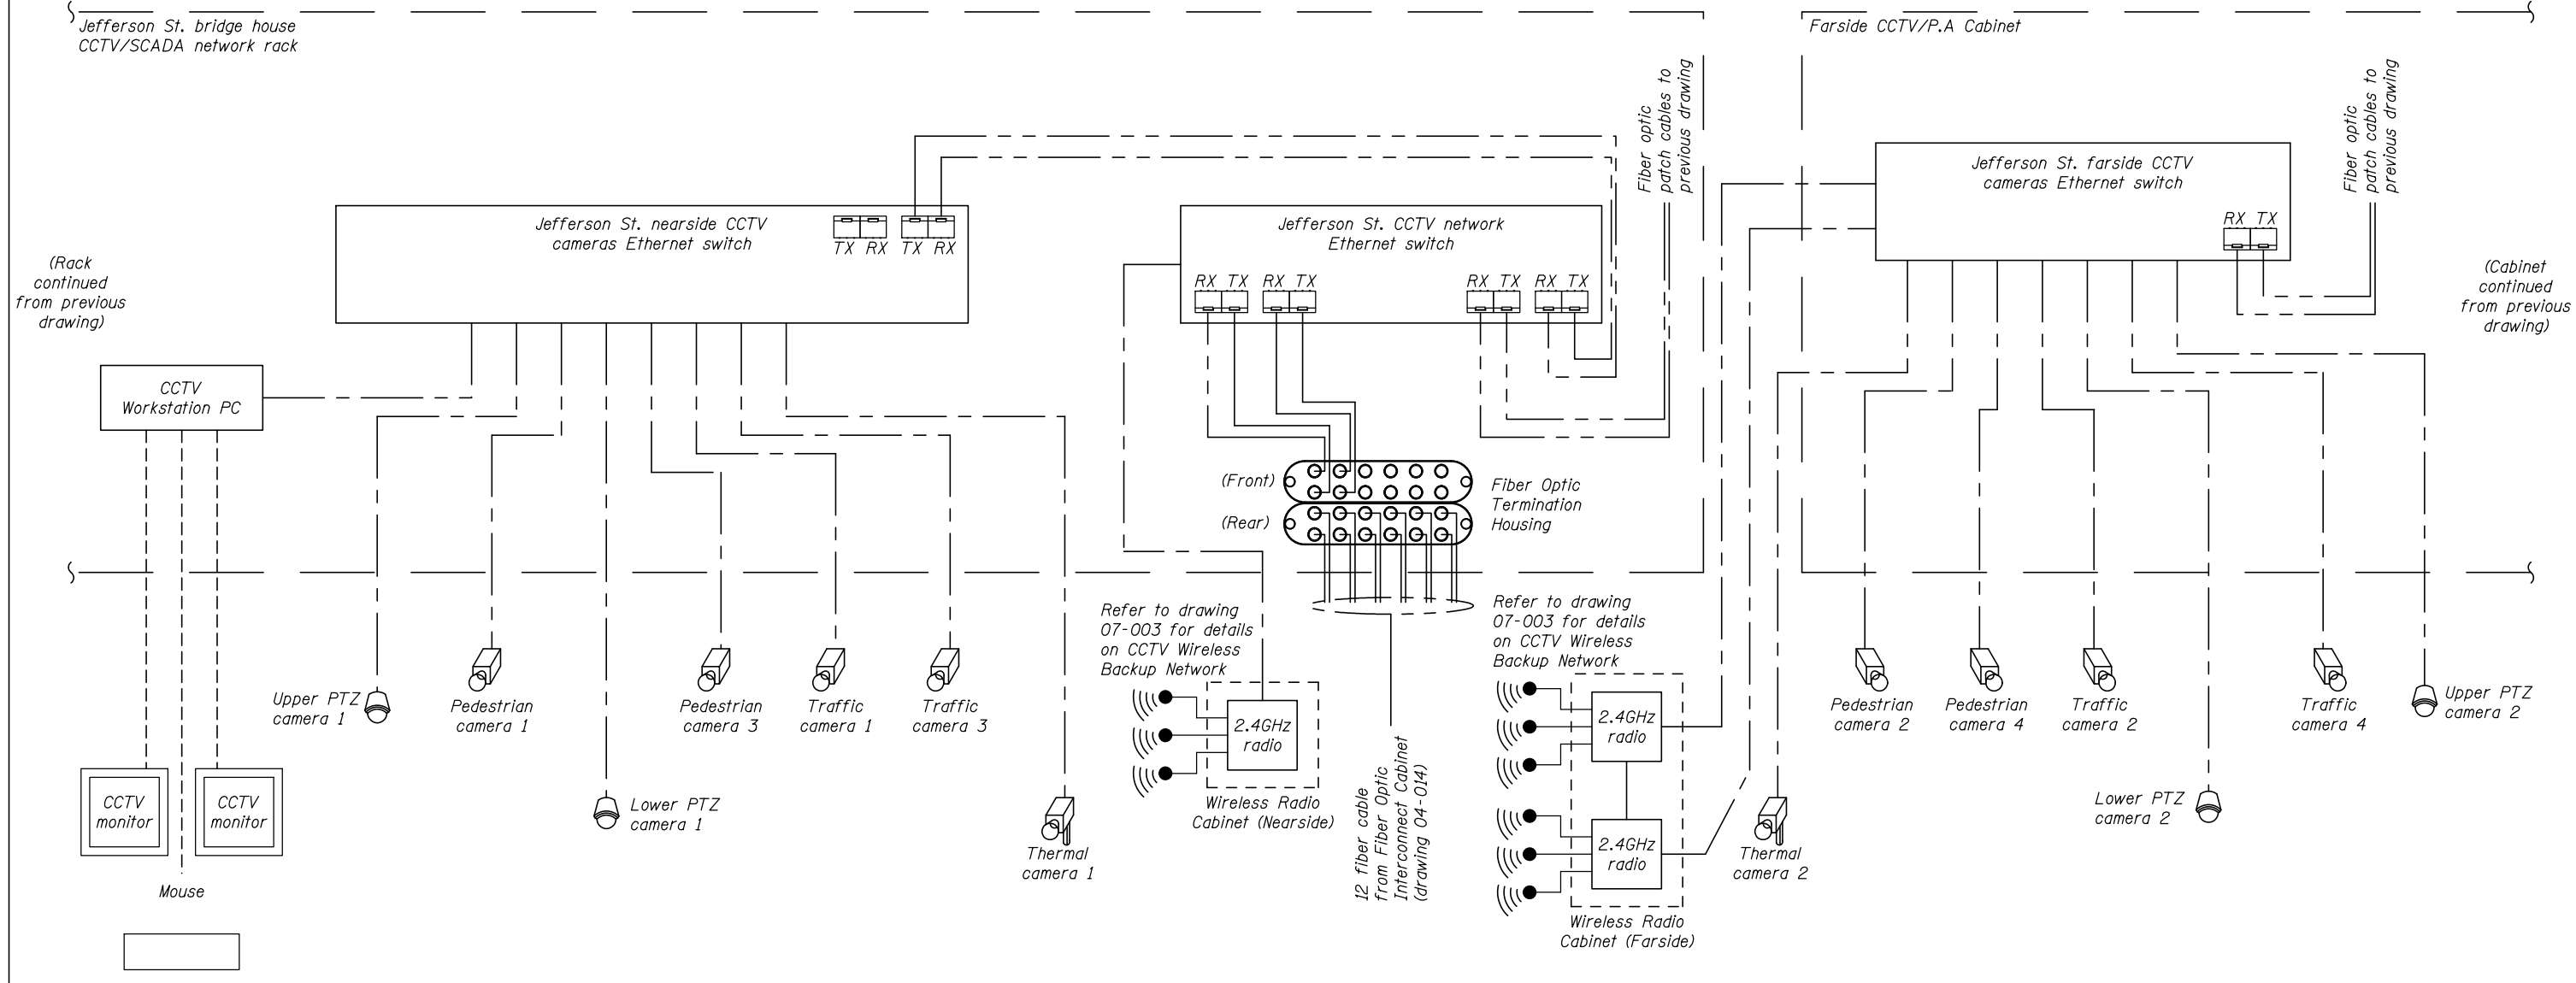 Jefferson St. bridge house
CCTV/SCADA network rack
Farside CCTV/P.A Cabinet
Fiber optic
patch cables to
previous drawing
Fiber optic
patch cables to
previous drawing
Jefferson St. nearside CCTV
cameras Ethernet switch
TX RX TX RX
Jefferson St. CCTV network
Ethernet switch
RX TX RX TX RX TX RX TX
Jefferson St. farside CCTV
cameras Ethernet switch
RX TX
(Rack
continued
from previous
drawing)
(Cabinet
continued
from previous
drawing)
CCTV
Workstation PC
(Front)
(Rear)
Fiber Optic
Termination
Housing
Refer to drawing
07-003 for details
on CCTV Wireless
Backup Network
Refer to drawing
07-003 for details
on CCTV Wireless
Backup Network
Upper PTZ
camera 1
Pedestrian
camera 1
Pedestrian
camera 3
Traffic
camera 1
Traffic
camera 3
2.4GHz
radio
2.4GHz
radio
Pedestrian
camera 2
Pedestrian
camera 4
Traffic
camera 2
Traffic
camera 4
Upper PTZ
camera 2
CCTV
monitor
CCTV
monitor
Lower PTZ
camera 1
Wireless Radio
Cabinet (Nearside)
12 fiber cable
from Fiber Optic
Interconnect Cabinet
(drawing 04-014)
2.4GHz
radio
Lower PTZ
camera 2
Thermal
camera 1
Thermal
camera 2
Mouse
Wireless Radio
Cabinet (Farside)